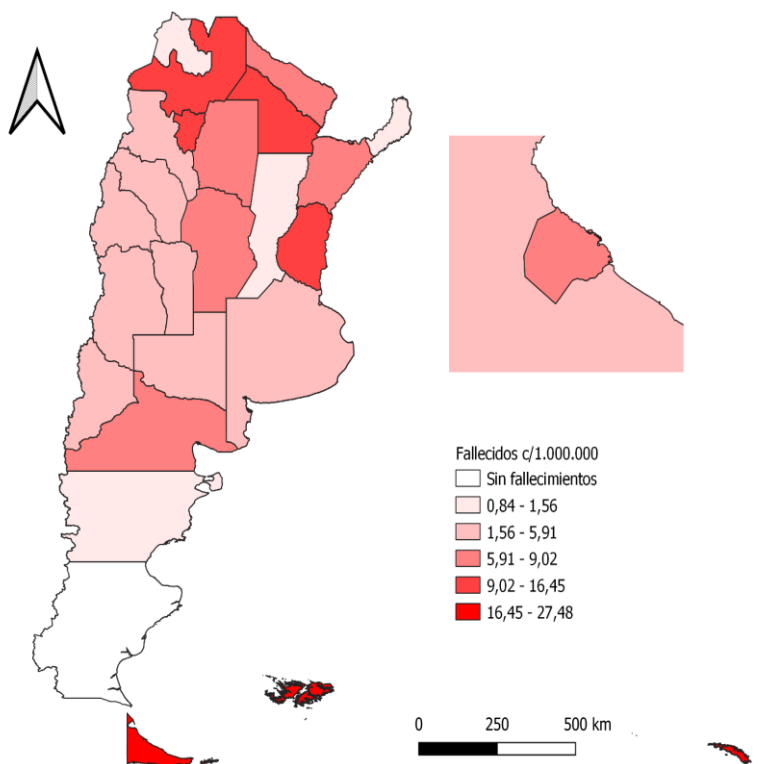 Fallecidos c/1.000.000
Sin fallecimientos
0,84 - 1,56
1,56 - 5,91
5,91 - 9,02
9,02 - 16,45
16,45 - 27,48
0 250 500 km